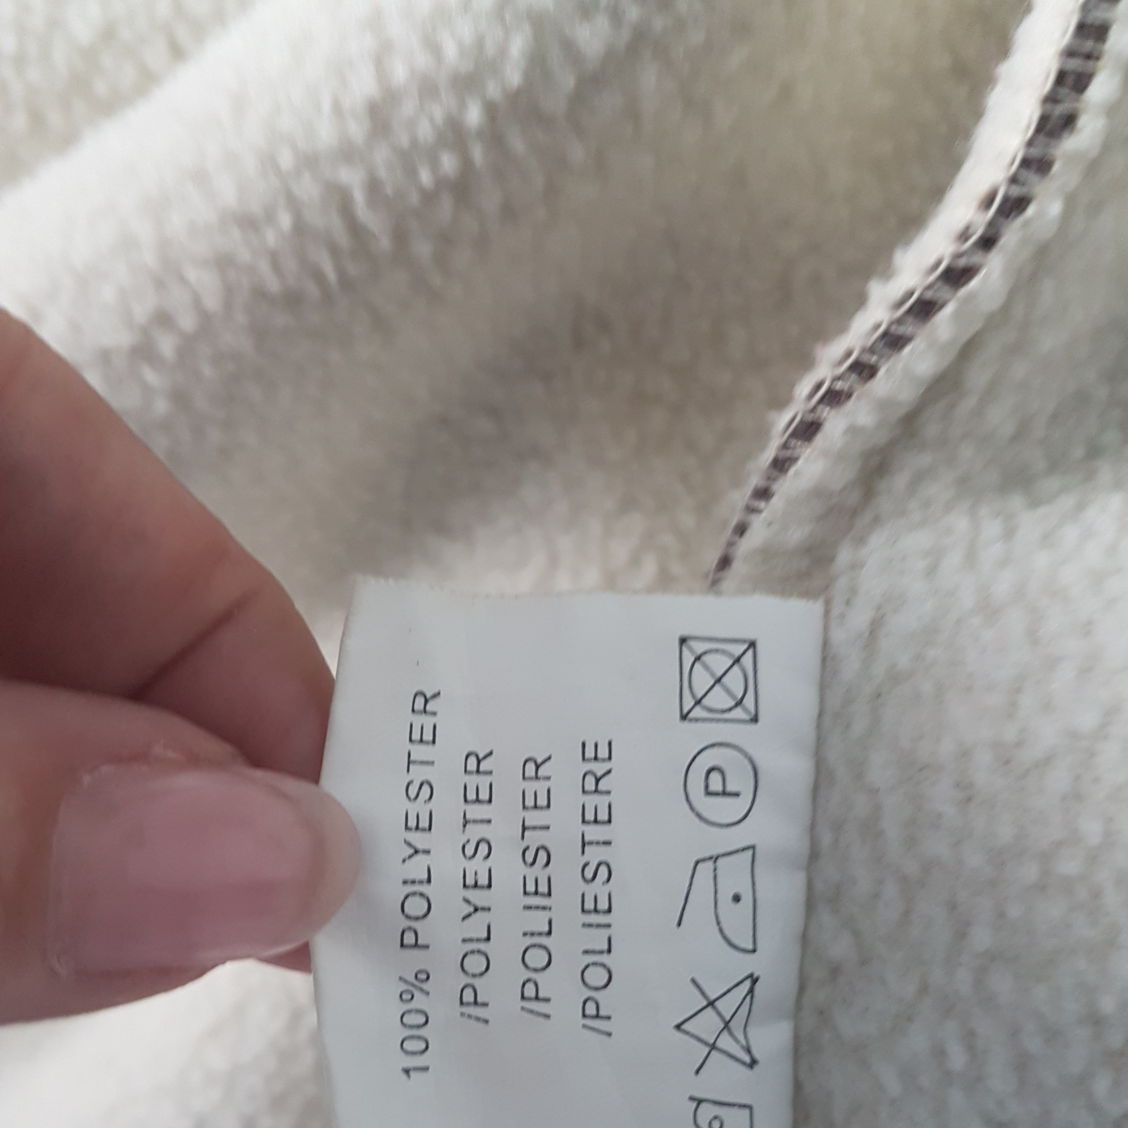 100% POLYESTER
/POLYESTER
/POLIESTER
/POLIESTERE
P